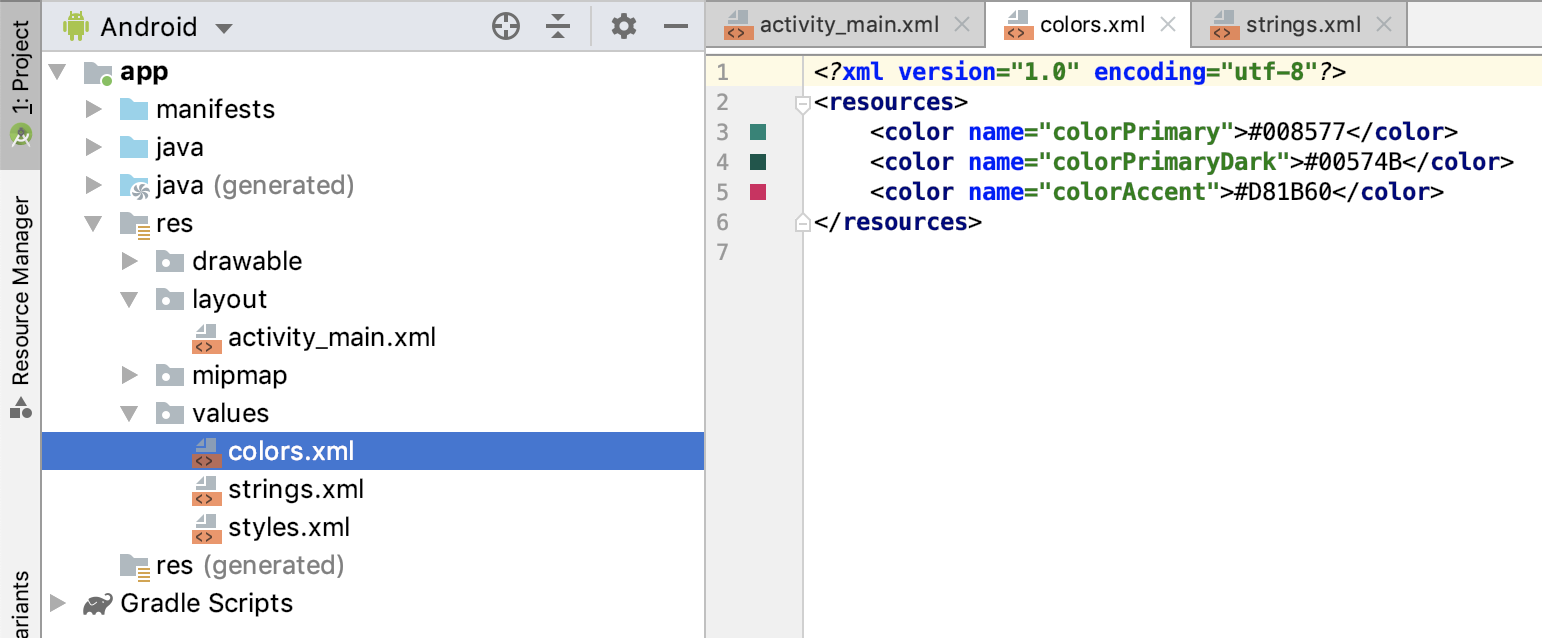 1: Project
Resource Manager
Android
app
manifests
java
java (generated)
res
drawable
layout
activity_main.xml
mipmap
values
colors.xml
strings.xml
styles.xml
res (generated)
Gradle Scripts
activity_main.xml
colors.xml
strings.xml
1 <?xml version="1.0" encoding="utf-8"?>
2 <resources>
3 <color name="colorPrimary">#008577</color>
4 <color name="colorPrimaryDark">#00574B</color>
5 <color name="colorAccent">#D81B60</color>
6 </resources>
7
ariants